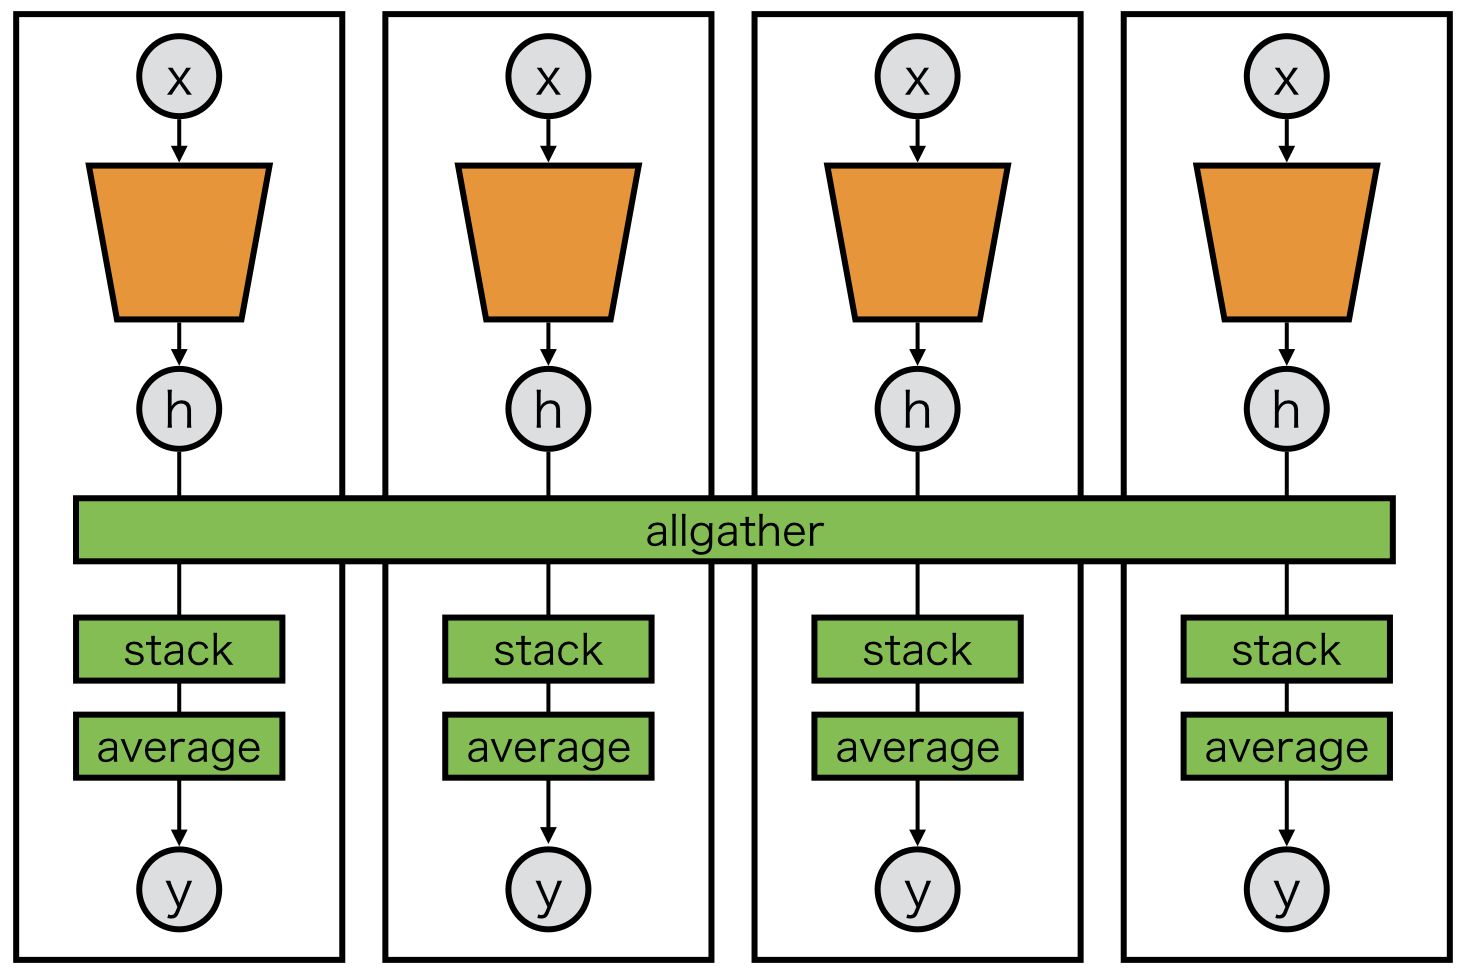 x x x x
h h h h
allgather
stack stack stack stack
average average average average
y y y y